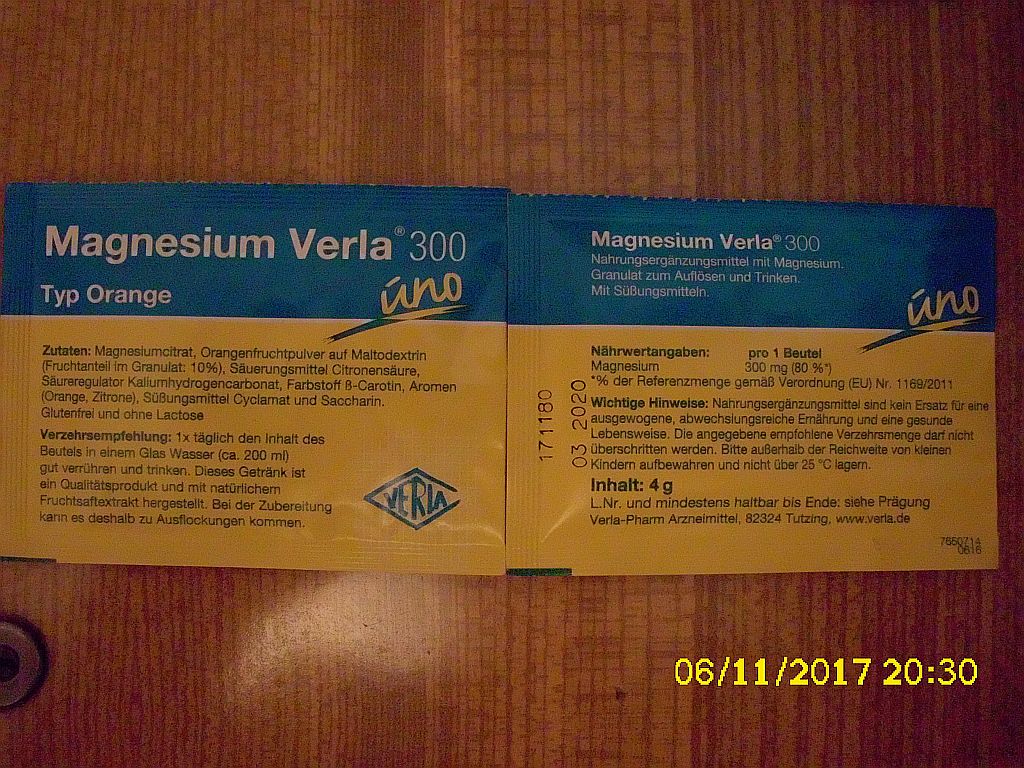 Magnesium Verla® 300
Typ Orange
uno
Zutaten: Magnesiumcitrat, Orangenfruchtpulver auf Maltodextrin
(Fruchtanteil im Granulat: 10%), Säuerungsmittel Citronensäure,
Säureregulator Kaliumhydrogencarbonat, Farbstoff ß-Carotin, Aromen
(Orange, Zitrone), Süßungsmittel Cyclamat und Saccharin.
Glutenfrei und ohne Lactose
Verzehrsempfehlung: 1x täglich den Inhalt des
Beutels in einem Glas Wasser (ca. 200 ml)
gut verrühren und trinken. Dieses Getränk ist
ein Qualitätsprodukt und mit natürlichem
Fruchtsaftextrakt hergestellt. Bei der Zubereitung
kann es deshalb zu Ausflockungen kommen.
VERLA
Magnesium Verla® 300
Nahrungsergänzungsmittel mit Magnesium.
Granulat zum Auflösen und Trinken.
Mit Süßungsmitteln.
uno
Nährwertangaben: pro 1 Beutel
Magnesium 300 mg (80 %*)
*% der Referenzmenge gemäß Verordnung (EU) Nr. 1169/2011
Wichtige Hinweise: Nahrungsergänzungsmittel sind kein Ersatz für eine
ausgewogene, abwechslungsreiche Ernährung und eine gesunde
Lebensweise. Die angegebene empfohlene Verzehrsmenge darf nicht
überschritten werden. Bitte außerhalb der Reichweite von kleinen
Kindern aufbewahren und nicht über 25 °C lagern.
Inhalt: 4 g
L.Nr. und mindestens haltbar bis Ende: siehe Prägung
Verla-Pharm Arzneimittel, 82324 Tutzing, www.verla.de
171180
03 2020
7660714
0616
06/11/2017 20:30